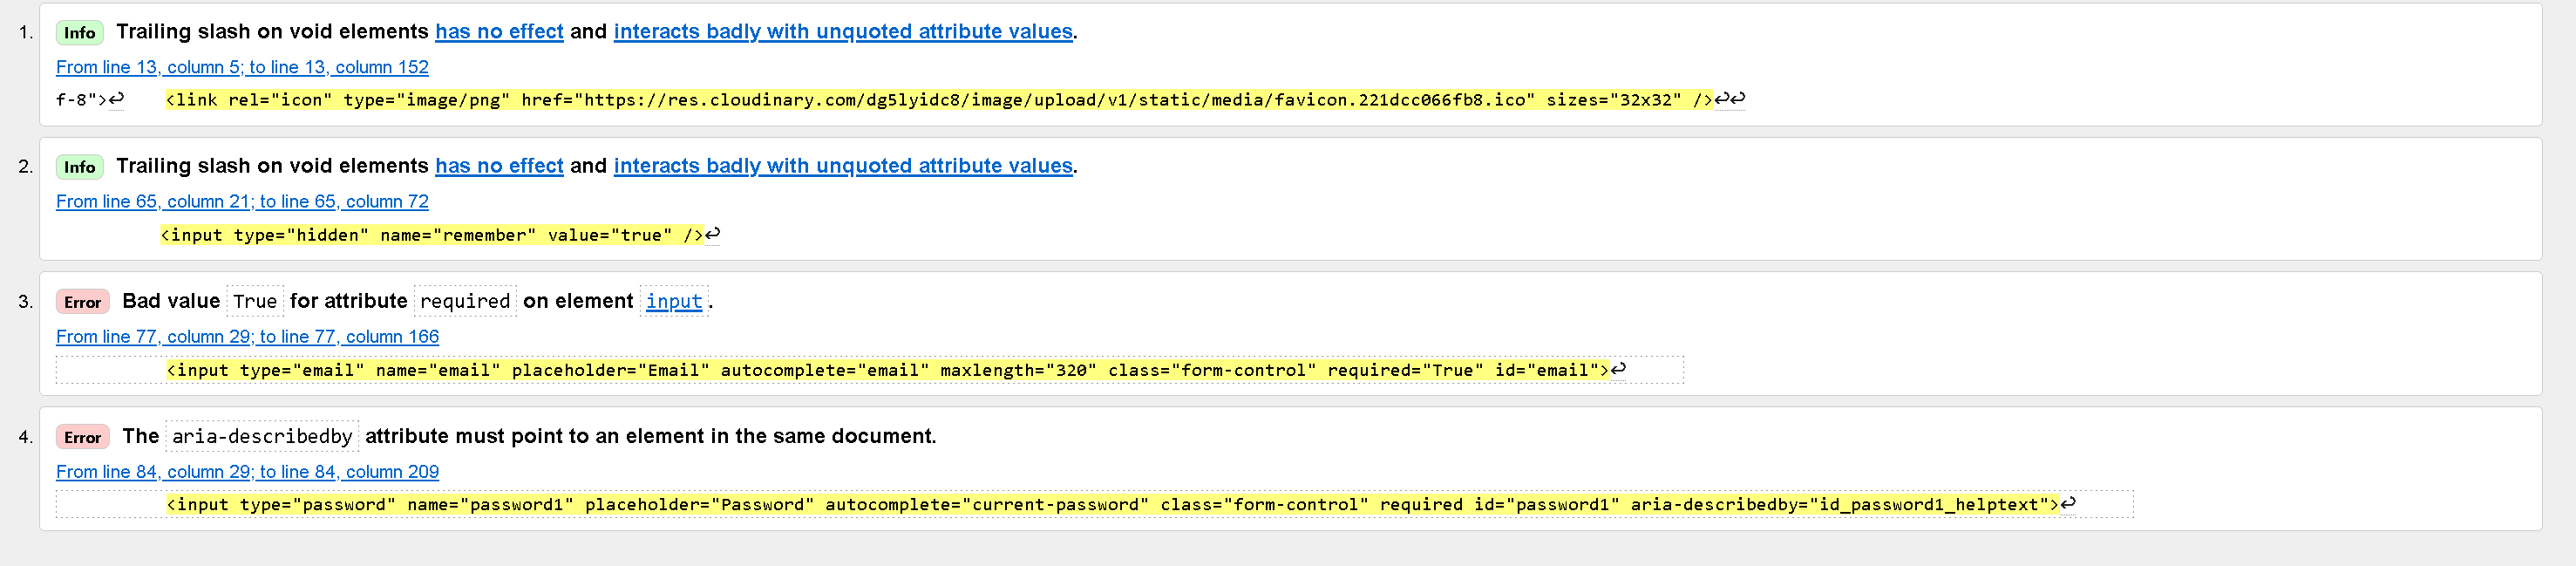 1. Info Trailing slash on void elements has no effect and interacts badly with unquoted attribute values.
From line 13, column 5; to line 13, column 152
f-8">↩    <link rel="icon" type="image/png" href="https://res.cloudinary.com/dg5lyidc8/image/upload/v1/static/media/favicon.221dcc066fb8.ico" sizes="32x32" />↩↩
2. Info Trailing slash on void elements has no effect and interacts badly with unquoted attribute values.
From line 65, column 21; to line 65, column 72
<input type="hidden" name="remember" value="true" />↩
3. Error Bad value True for attribute required on element input.
From line 77, column 29; to line 77, column 166
<input type="email" name="email" placeholder="Email" autocomplete="email" maxlength="320" class="form-control" required="True" id="email">↩
4. Error The aria-describedby attribute must point to an element in the same document.
From line 84, column 29; to line 84, column 209
<input type="password" name="password1" placeholder="Password" autocomplete="current-password" class="form-control" required id="password1" aria-describedby="id_password1_helptext">↩